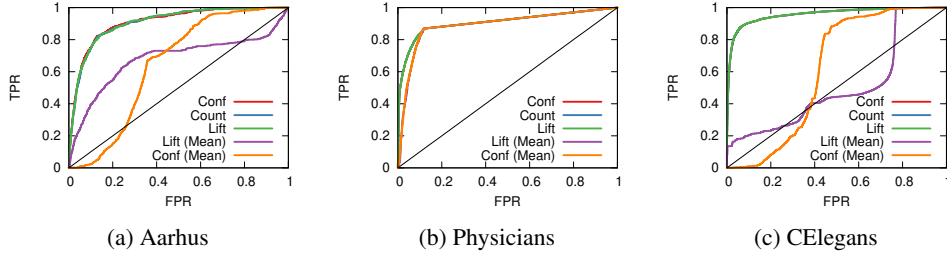 1
0.8
0.6
0.4
0.2
0
TPR
Conf
Count
Lift
Lift (Mean)
Conf (Mean)
0 0.2 0.4 0.6 0.8 1
FPR
(a) Aarhus
1
0.8
0.6
0.4
0.2
0
TPR
Conf
Count
Lift
Lift (Mean)
Conf (Mean)
0 0.2 0.4 0.6 0.8 1
FPR
(b) Physicians
1
0.8
0.6
0.4
0.2
0
TPR
Conf
Count
Lift
Lift (Mean)
Conf (Mean)
0 0.2 0.4 0.6 0.8 1
FPR
(c) CElegans